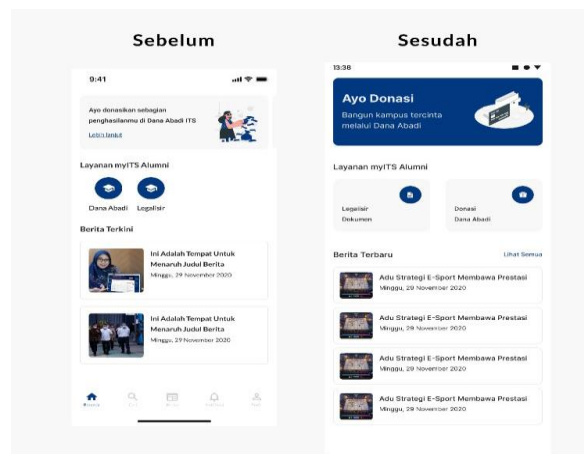 Sebelum
9:41
Ayo donasikan sebagian
penghasilanmu di Dana Abadi ITS
Lebih lanjut
Layanan myITS Alumni
Dana Abadi
Legalisir
Berita Terkini
Ini Adalah Tempat Untuk
Menaruh Judul Berita
Minggu, 29 November 2020
Ini Adalah Tempat Untuk
Menaruh Judul Berita
Minggu, 29 November 2020
Sesudah
13:38
Ayo Donasi
Bangun kampus tercinta
melalui Dana Abadi
Layanan myITS Alumni
Legalisir
Dokumen
Donasi
Dana Abadi
Berita Terbaru
Lihat Semua
Adu Strategi E-Sport Membawa Prestasi
Minggu, 29 November 2020
Adu Strategi E-Sport Membawa Prestasi
Minggu, 29 November 2020
Adu Strategi E-Sport Membawa Prestasi
Minggu, 29 November 2020
Adu Strategi E-Sport Membawa Prestasi
Minggu, 29 November 2020